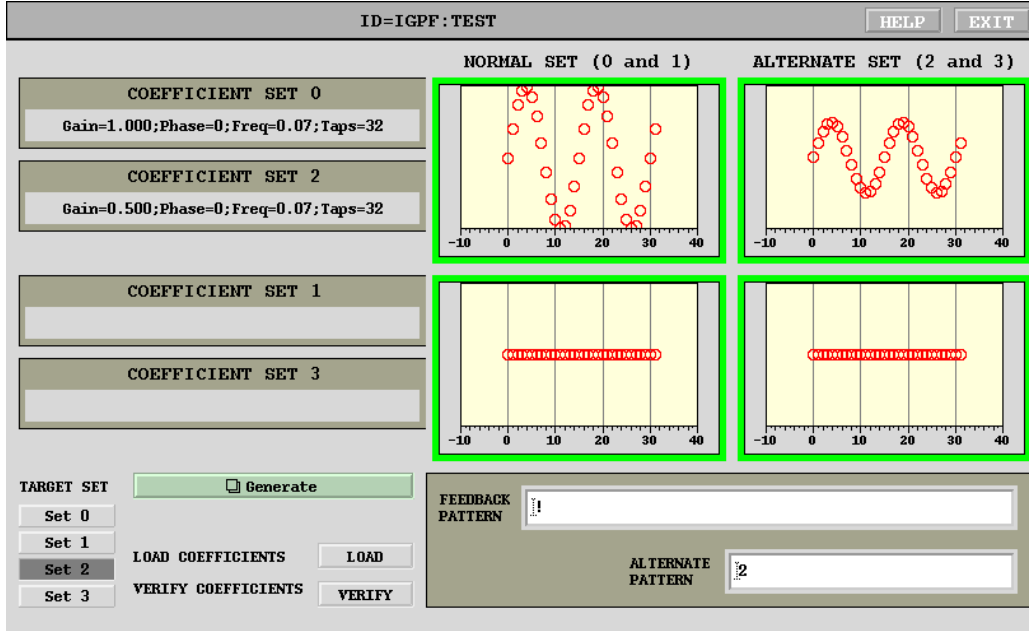 ID=IGPF:TEST
HELP
EXIT
NORMAL SET (0 and 1)
ALTERNATE SET (2 and 3)
COEFFICIENT SET 0
Gain=1.000;Phase=0;Freq=0.07;Taps=32
COEFFICIENT SET 2
Gain=0.500;Phase=0;Freq=0.07;Taps=32
-10 0 10 20 30 40
-10 0 10 20 30 40
COEFFICIENT SET 1
COEFFICIENT SET 3
-10 0 10 20 30 40
-10 0 10 20 30 40
TARGET SET
Set 0
Set 1
Set 2
Set 3
Generate
LOAD COEFFICIENTS
LOAD
VERIFY COEFFICIENTS
VERIFY
FEEDBACK
PATTERN
!
ALTERNATE
PATTERN
2